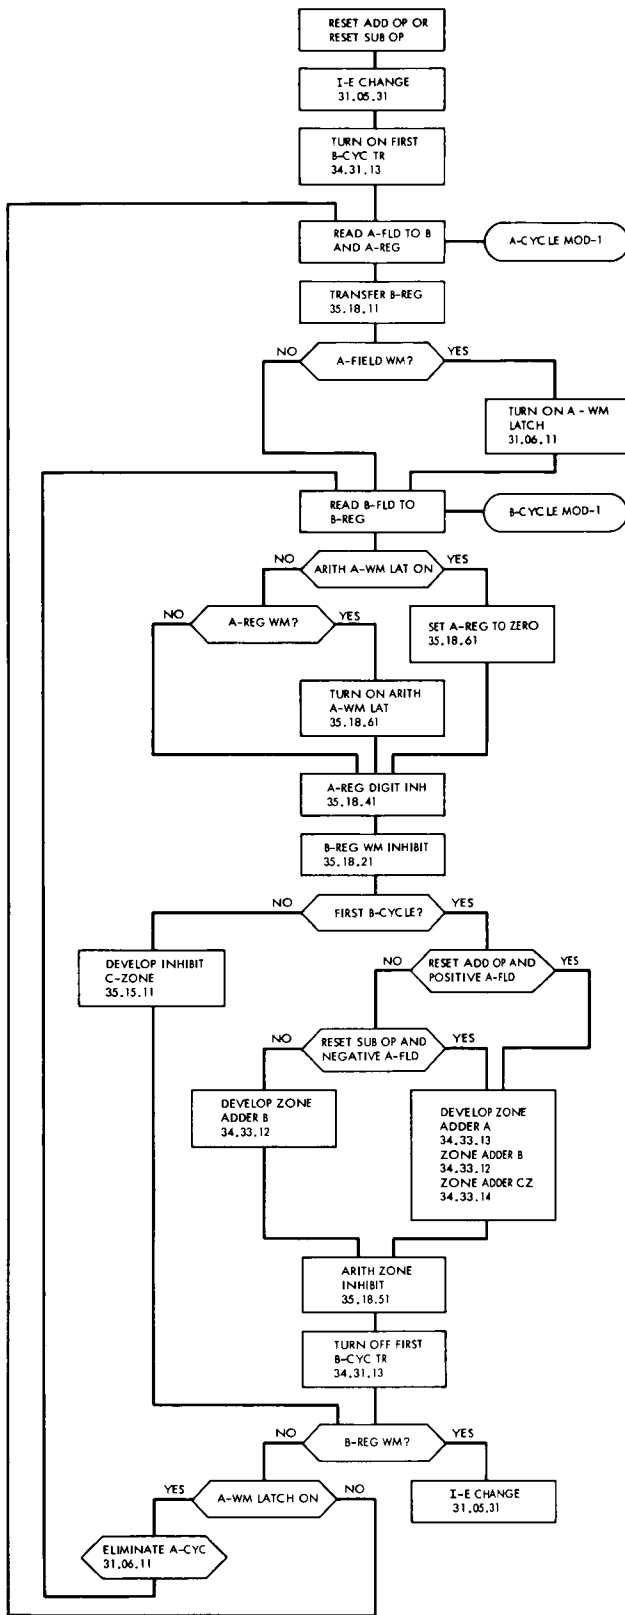 RESET ADD OP OR
RESET SUB OP
I-E CHANGE
31.05.31
TURN ON FIRST
B-CYC TR
34.31.13
READ A-FLD TO B
AND A-REG
A-CYCLE MOD-1
TRANSFER B-REG
35.18.11
NO
A-FIELD WM?
YES
TURN ON A - WM
LATCH
31.06.11
READ B-FLD TO
B-REG
B-CYCLE MOD-1
NO
ARITH A-WM LAT ON
YES
NO
A-REG WM?
YES
SET A-REG TO ZERO
35.18.61
TURN ON ARITH
A-WM LAT
35.18.61
A-REG DIGIT INH
35.18.41
B-REG WM INHIBIT
35.18.21
NO
FIRST B-CYCLE?
YES
DEVELOP INHIBIT
C-ZONE
35.15.11
NO
RESET ADD OP AND
POSITIVE A-FLD
YES
NO
RESET SUB OP AND
NEGATIVE A-FLD
YES
DEVELOP ZONE
ADDER B
34.33.12
DEVELOP ZONE
ADDER A
34.33.13
ZONE ADDER B
34.33.12
ZONE ADDER CZ
34.33.14
ARITH ZONE
INHIBIT
35.18.51
TURN OFF FIRST
B-CYC TR
34.31.13
NO
B-REG WM?
YES
YES
A-WM LATCH ON
NO
I-E CHANGE
31.05.31
ELIMINATE A-CYC
31.06.11